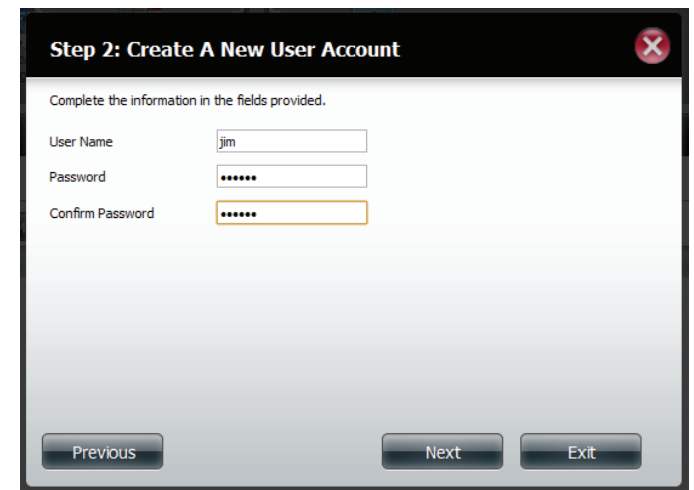 Step 2: Create A New User Account
Complete the information in the fields provided.
User Name jim
Password ••••••
Confirm Password ••••••
Previous Next Exit